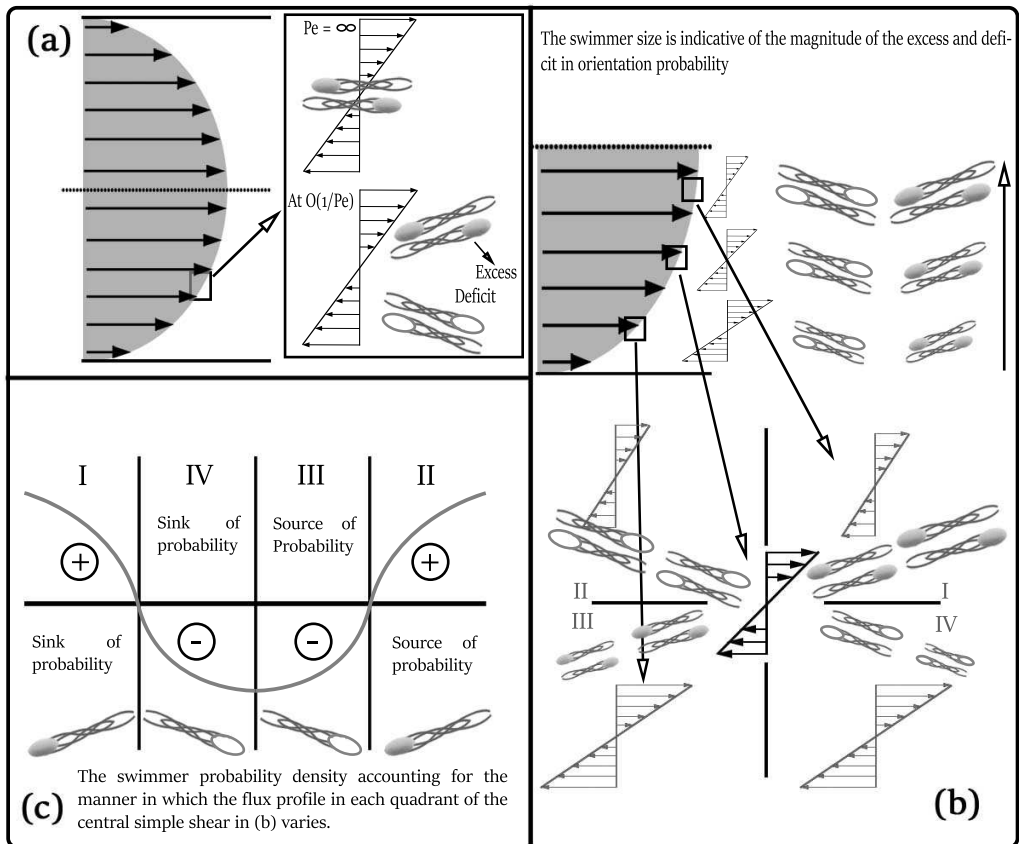 (a)
Pe = ∞
At O(1/Pe)
Excess
Deficit
The swimmer size is indicative of the magnitude of the excess and defi-
cit in orientation probability
II
I
III
IV
(b)
I
IV
III
II
Sink of
probability
Source of
Probability
+
+
Sink of
probability
-
-
Source of
probability
(c)
The swimmer probability density accounting for the
manner in which the flux profile in each quadrant of the
central simple shear in (b) varies.